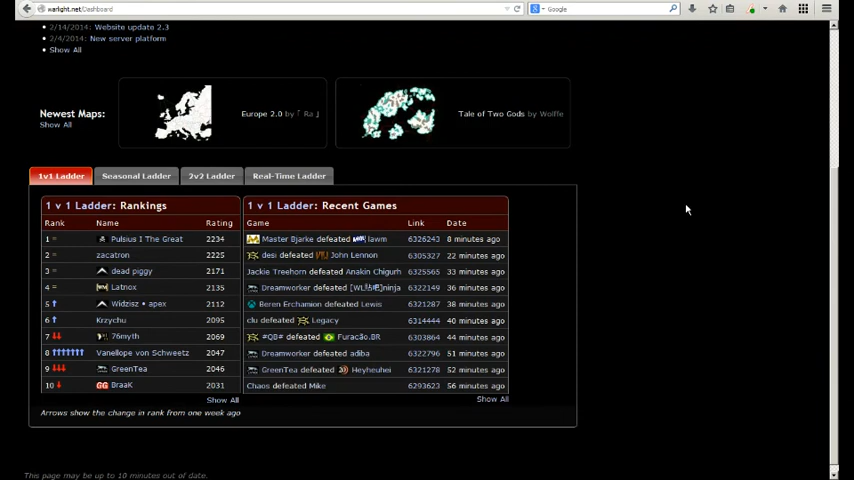 warlight.net/Dashboard
Google
2/14/2014: Website update 2.3
2/4/2014: New server platform
Show All
Newest Maps:
Show All
Europe 2.0 by 「 Ra 」
Tale of Two Gods by Wolffe
1v1 Ladder Seasonal Ladder 2v2 Ladder Real-Time Ladder
1 v 1 Ladder: Rankings
Rank Name Rating
1 = Pulsius I The Great 2234
2 = zacatron 2225
3 = dead piggy 2171
4 = Latnox 2135
5 ↑ Widzisz • apex 2112
6 ↑ Krzychu 2095
7 ↓↓ 76myth 2069
8 ↑↑↑↑↑↑↑ Vanellope von Schweetz 2047
9 ↓↓↓ GreenTea 2046
10 ↓ BraaK 2031
Show All
1 v 1 Ladder: Recent Games
Game Link Date
Master Bjarke defeated lawm 6326243 8 minutes ago
desi defeated John Lennon 6305327 22 minutes ago
Jackie Treehorn defeated Anakin Chigurh 6325565 33 minutes ago
Dreamworker defeated ninja 6322149 36 minutes ago
Beren Erchamion defeated Lewis 6321287 38 minutes ago
clu defeated Legacy 6314444 40 minutes ago
#QB# defeated Furacão.BR 6303864 44 minutes ago
Dreamworker defeated adiba 6322796 51 minutes ago
GreenTea defeated Heyheuhei 6321278 52 minutes ago
Chaos defeated Mike 6293623 56 minutes ago
Show All
Arrows show the change in rank from one week ago
This page may be up to 10 minutes out of date.